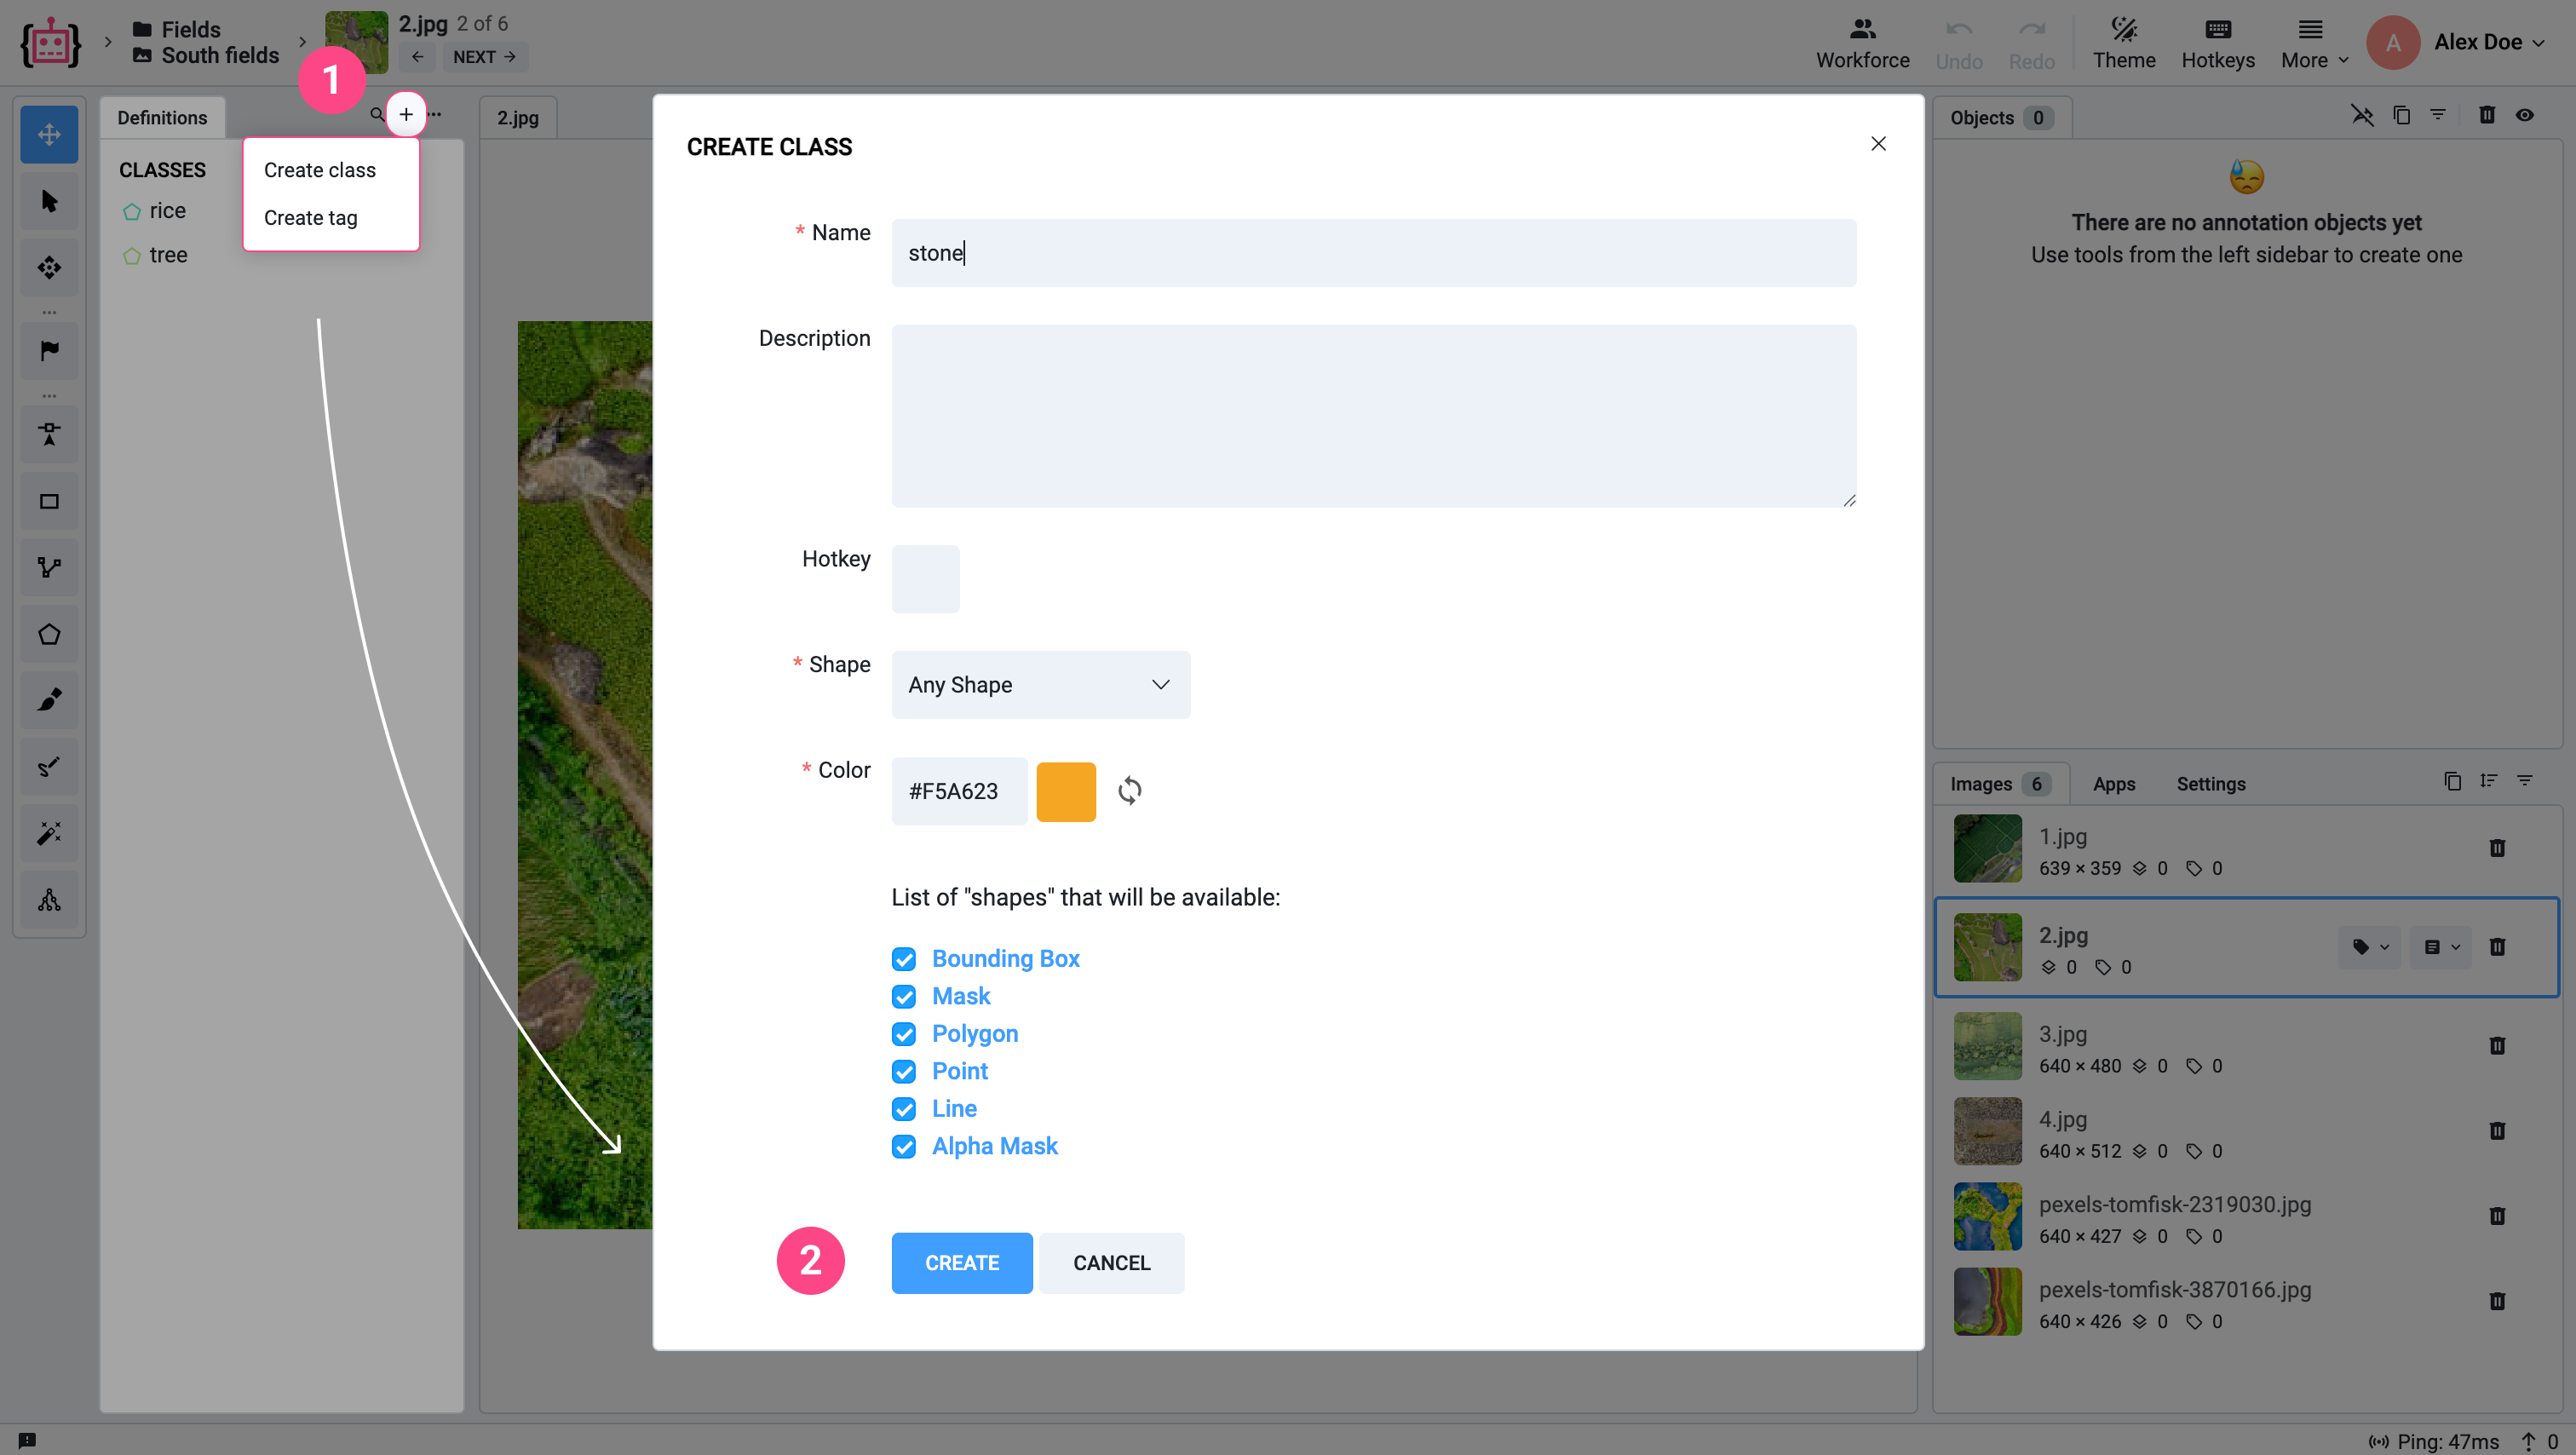 Fields
South fields
2.jpg 2 of 6
NEXT
Workforce
Undo
Redo
Theme
Hotkeys
More
A
Alex Doe
1
Definitions
Create class
Create tag
CLASSES
rice
tree
2.jpg
CREATE CLASS
* Name
stone
Description
Hotkey
* Shape
Any Shape
* Color
#F5A623
List of "shapes" that will be available:
Bounding Box
Mask
Polygon
Point
Line
Alpha Mask
2
CREATE
CANCEL
Objects 0
There are no annotation objects yet
Use tools from the left sidebar to create one
Images 6
Apps
Settings
1.jpg
639 × 359 0 0
2.jpg
0 0
3.jpg
640 × 480 0 0
4.jpg
640 × 512 0 0
pexels-tomfisk-2319030.jpg
640 × 427 0 0
pexels-tomfisk-3870166.jpg
640 × 426 0 0
Ping: 47ms
0